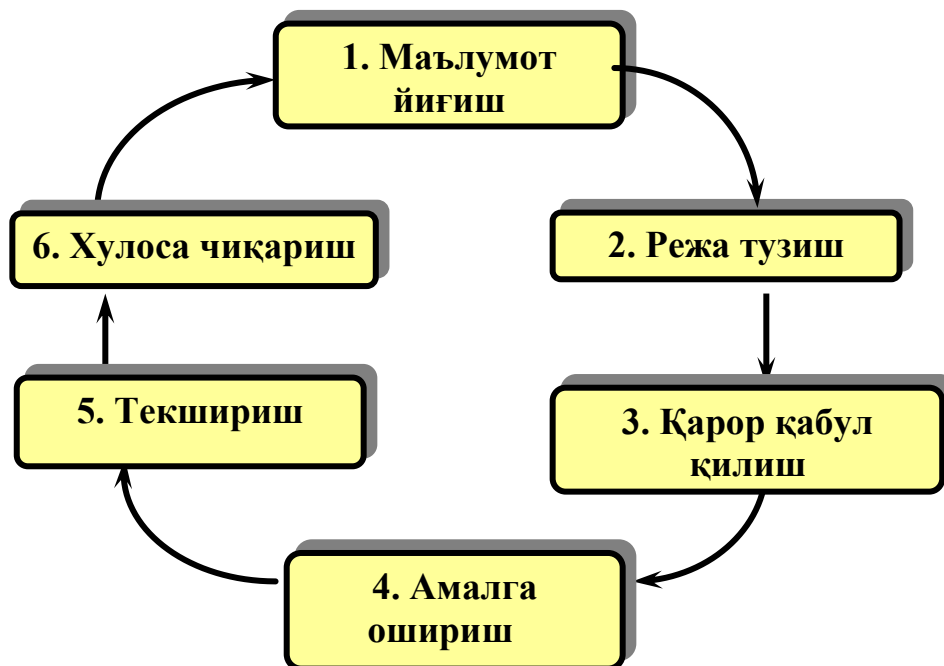 1. Маълумот
йиғиш
2. Режа тузиш
3. Қарор қабул
қилиш
4. Амалга
ошириш
5. Текшириш
6. Хулоса чиқариш